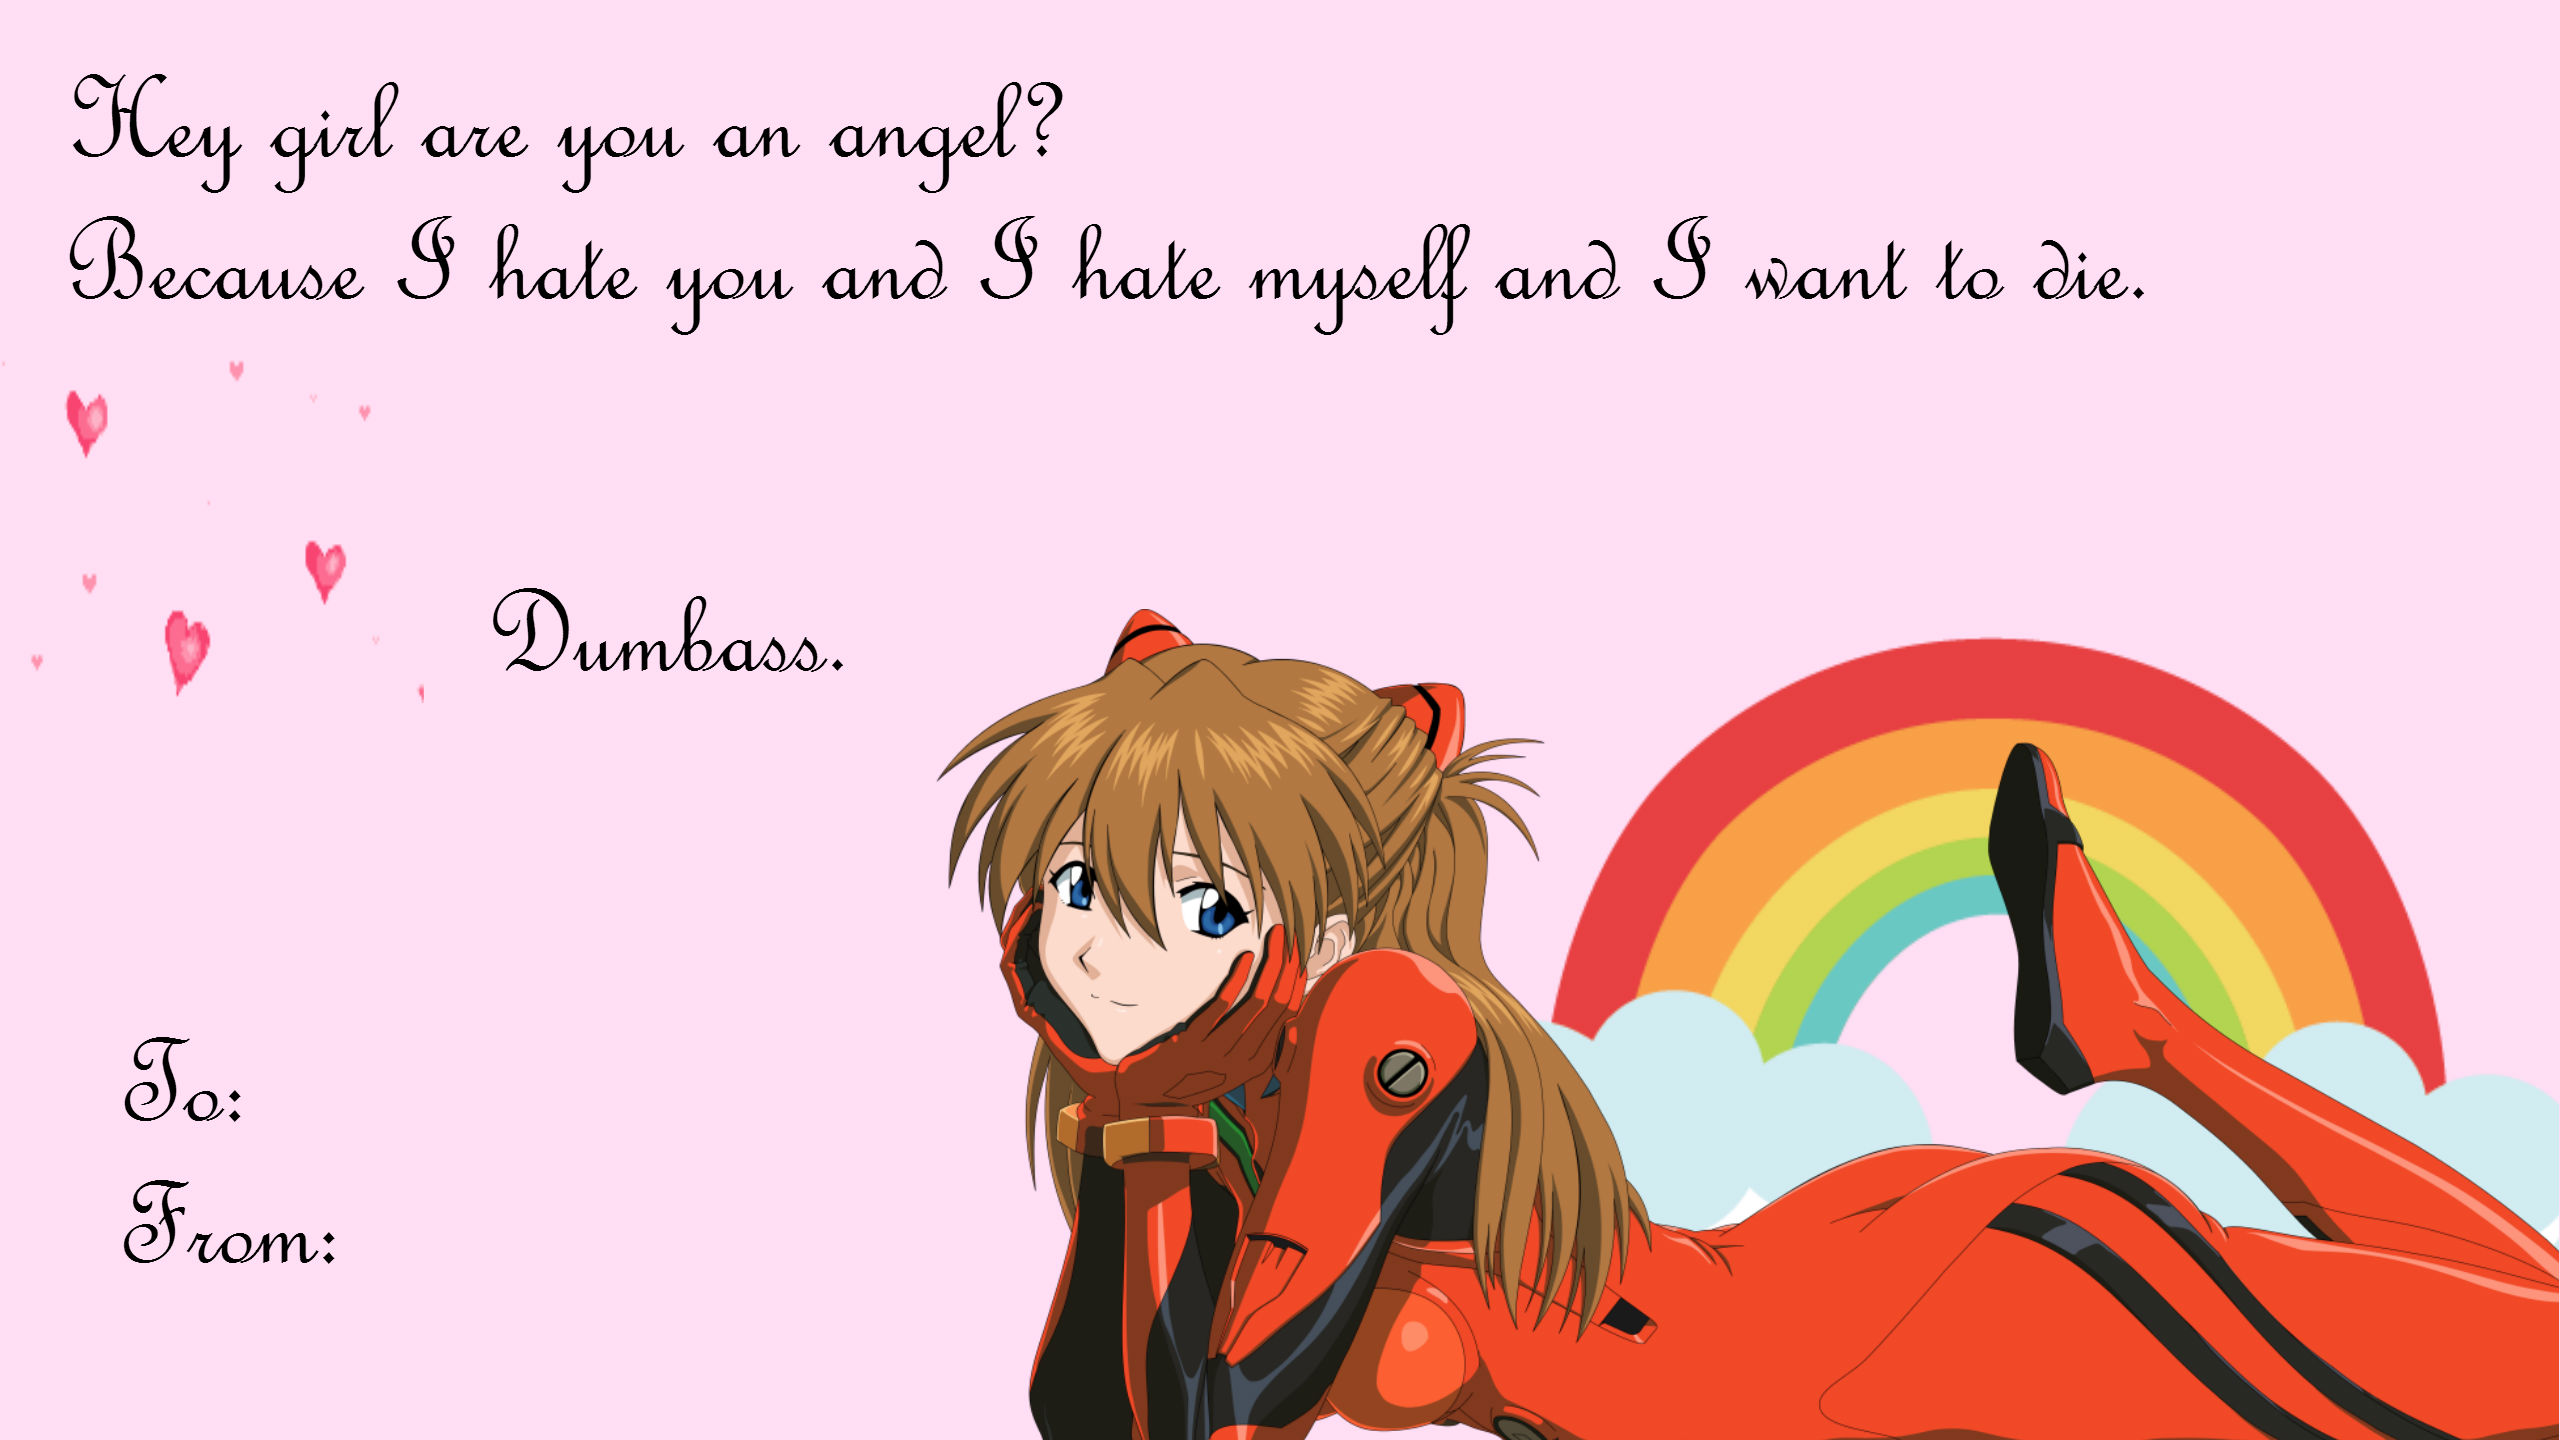 Hey girl are you an angel?
Because I hate you and I hate myself and I want to die.
Dumbass.
To:
From: